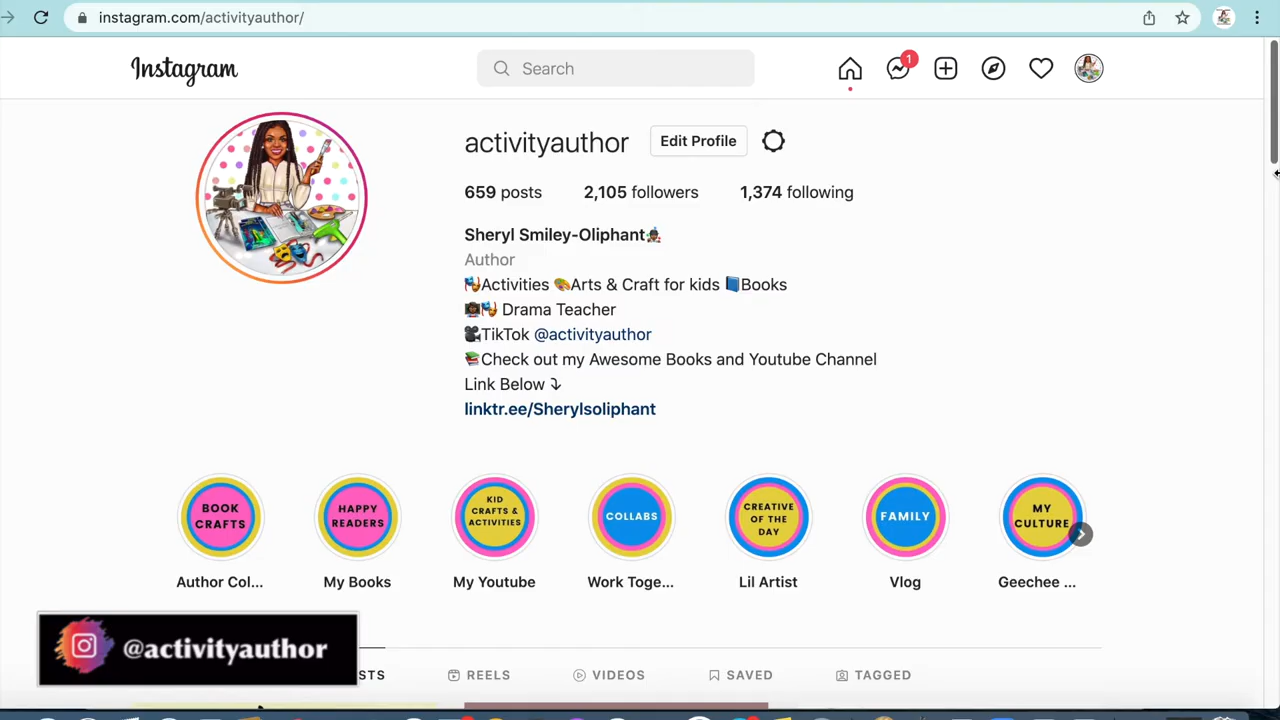 instagram.com/activityauthor/
Instagram
Search
1
activityauthor
Edit Profile
659 posts
2,105 followers
1,374 following
Sheryl Smiley-Oliphant
Author
Activities Arts & Craft for kids Books
Drama Teacher
TikTok @activityauthor
Check out my Awesome Books and Youtube Channel
Link Below ⤵
linktr.ee/Sherylsoliphant
BOOK
CRAFTS
HAPPY
READERS
KID
CRAFTS &
ACTIVITIES
COLLABS
CREATIVE
OF THE
DAY
FAMILY
MY
CULTURE
Author Col...
My Books
My Youtube
Work Toge...
Lil Artist
Vlog
Geechee ...
@activityauthor
STS
REELS
VIDEOS
SAVED
TAGGED